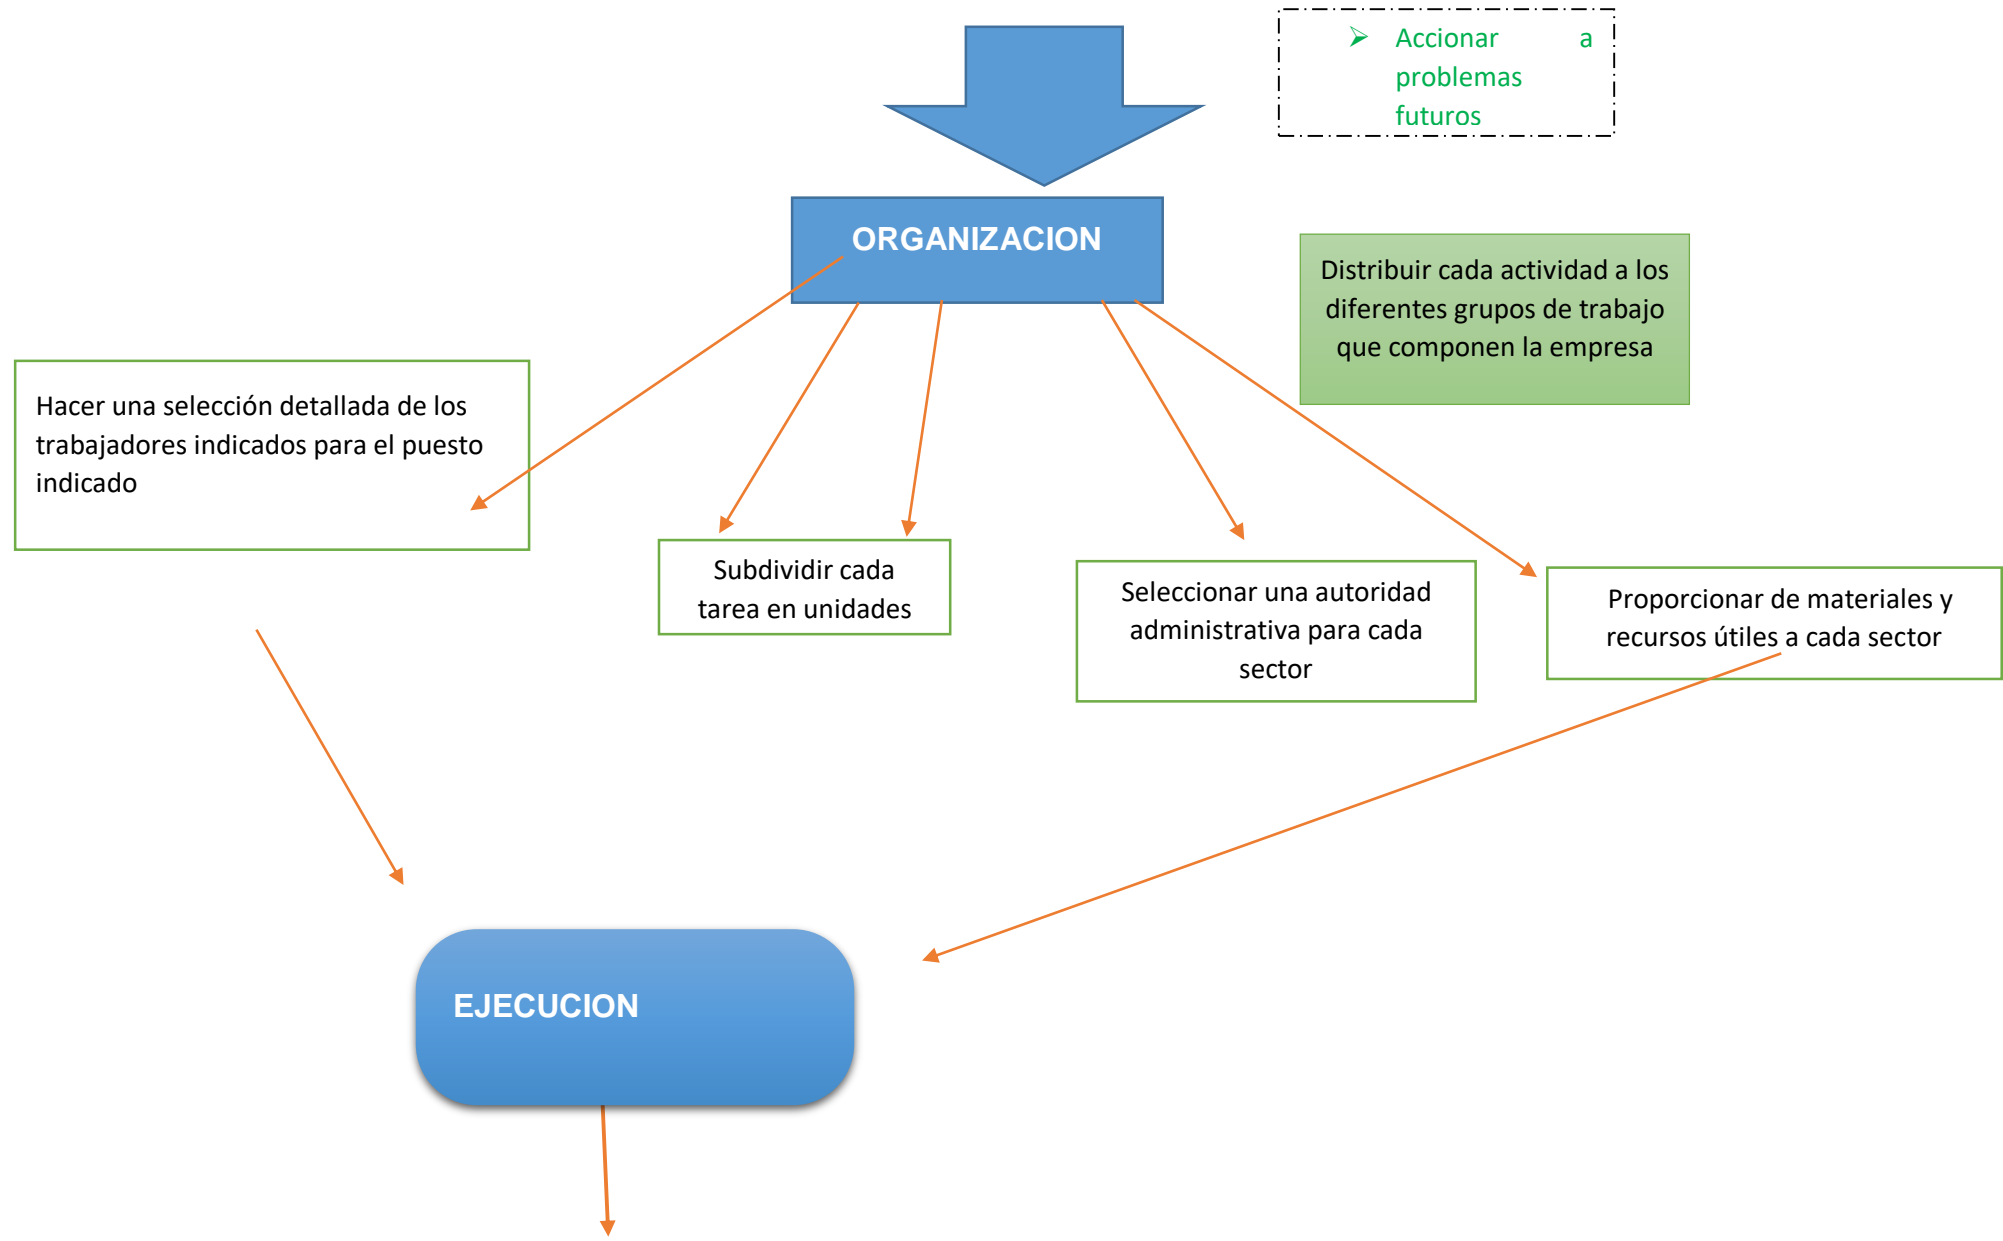 Accionar a
problemas
futuros
ORGANIZACION
Distribuir cada actividad a los
diferentes grupos de trabajo
que componen la empresa
Hacer una selección detallada de los
trabajadores indicados para el puesto
indicado
Subdividir cada
tarea en unidades
Seleccionar una autoridad
administrativa para cada
sector
Proporcionar de materiales y
recursos útiles a cada sector
EJECUCION